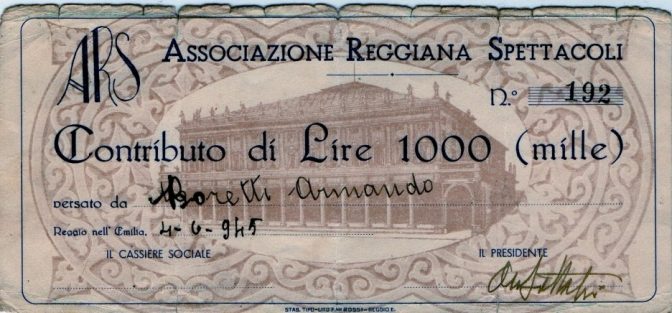 ARS ASSOCIAZIONE REGGIANA SPETTACOLI
N.º 192
Contributo di Lire 1000 (mille)
versato da Boretti Armando
Reggio nell'Emilia, 4-6-945
IL CASSIERE SOCIALE IL PRESIDENTE